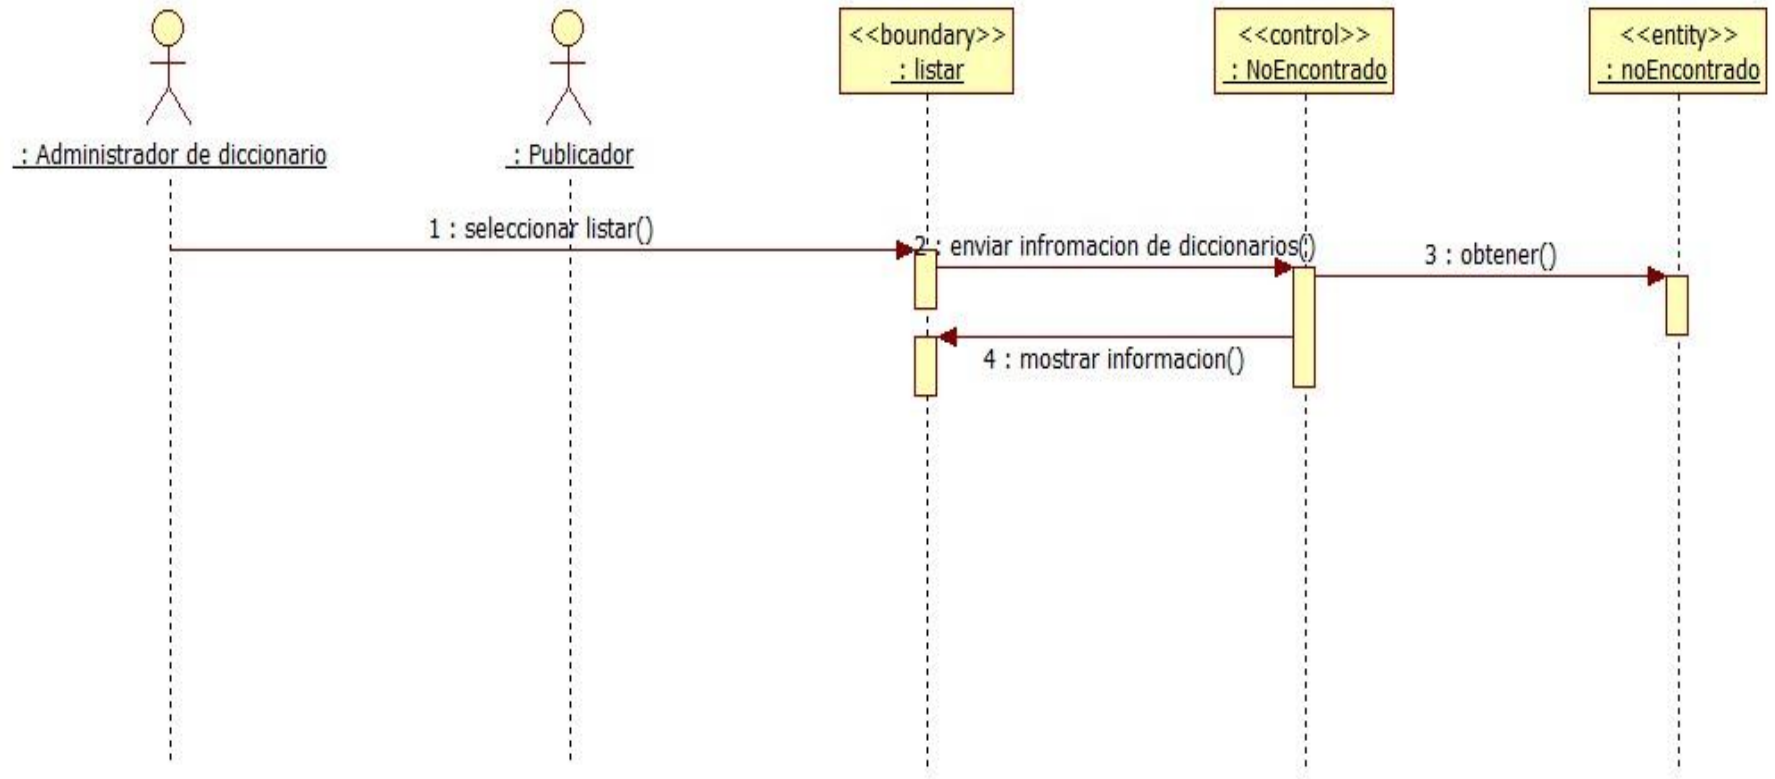 <<boundary>>
: listar
<<control>>
: NoEncontrado
<<entity>>
: noEncontrado
: Administrador de diccionario
: Publicador
1 : seleccionar listar()
2 : enviar infromacion de diccionarios()
3 : obtener()
4 : mostrar informacion()